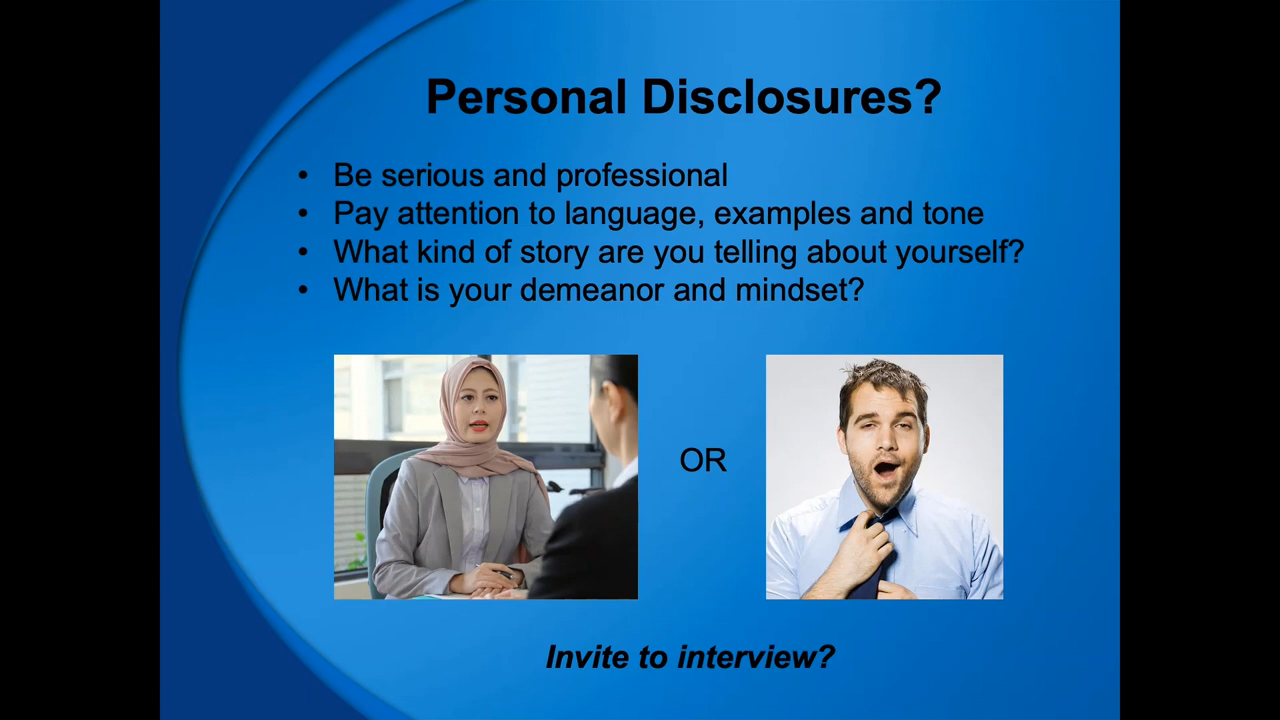 Personal Disclosures?
• Be serious and professional
• Pay attention to language, examples and tone
• What kind of story are you telling about yourself?
• What is your demeanor and mindset?
OR
Invite to interview?